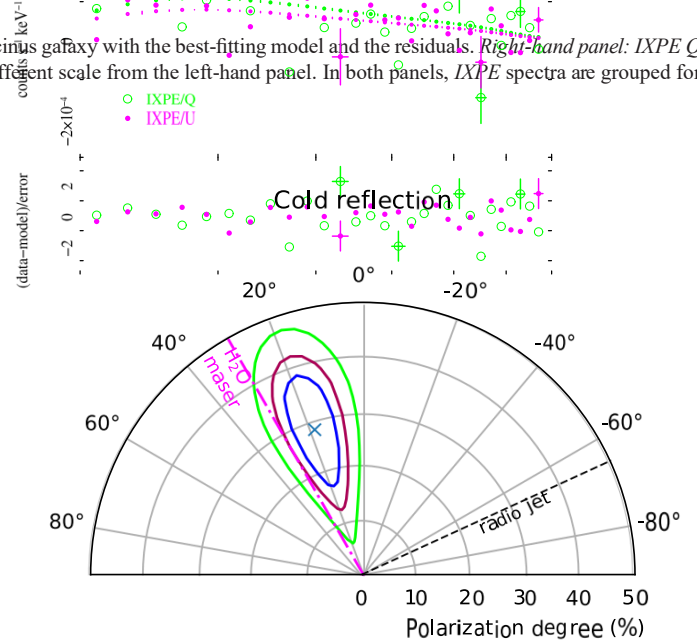 counts s⁻¹ keV⁻¹
cinus galaxy with the best-fitting model and the residuals. Right-hand panel: IXPE Q
fferent scale from the left-hand panel. In both panels, IXPE spectra are grouped for
−2×10⁻⁴
IXPE/Q
IXPE/U
(data−model)/error
2
0
−2
Cold reflection
0°
20°
-20°
40°
-40°
H₂O
maser
60°
-60°
80°
-80°
radio jet
0 10 20 30 40 50
Polarization degree (%)